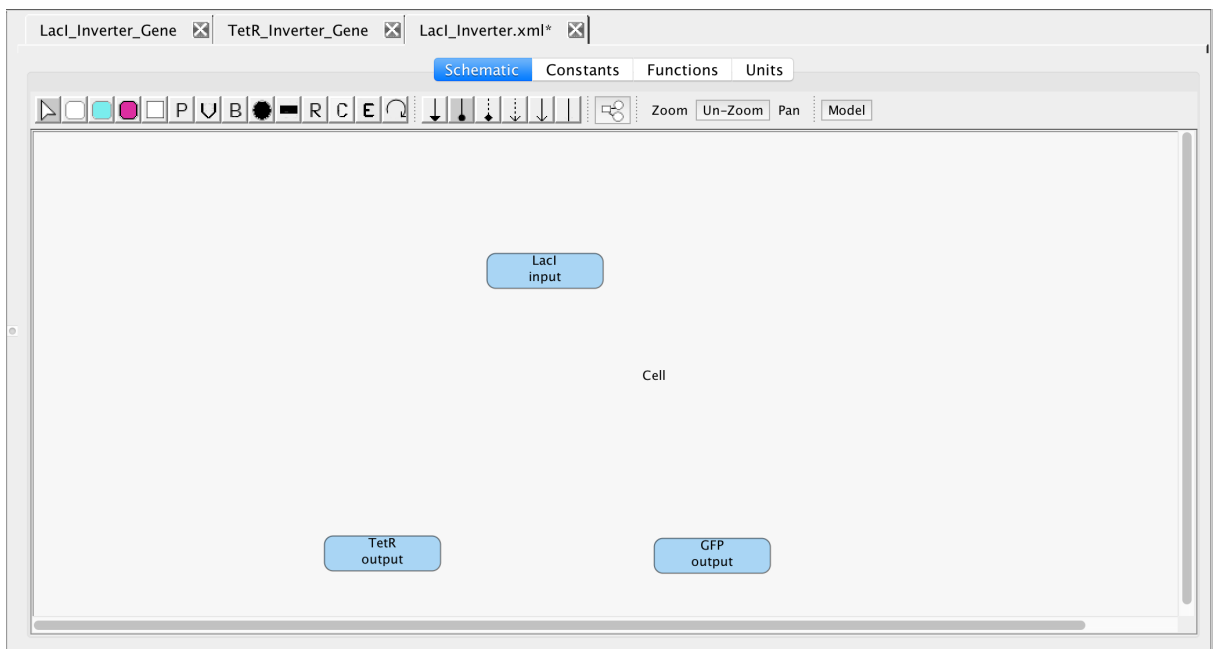 LacI_Inverter_Gene TetR_Inverter_Gene LacI_Inverter.xml*
Schematic Constants Functions Units
P V B R C E Zoom Un-Zoom Pan Model
LacI
input
Cell
TetR
output
GFP
output